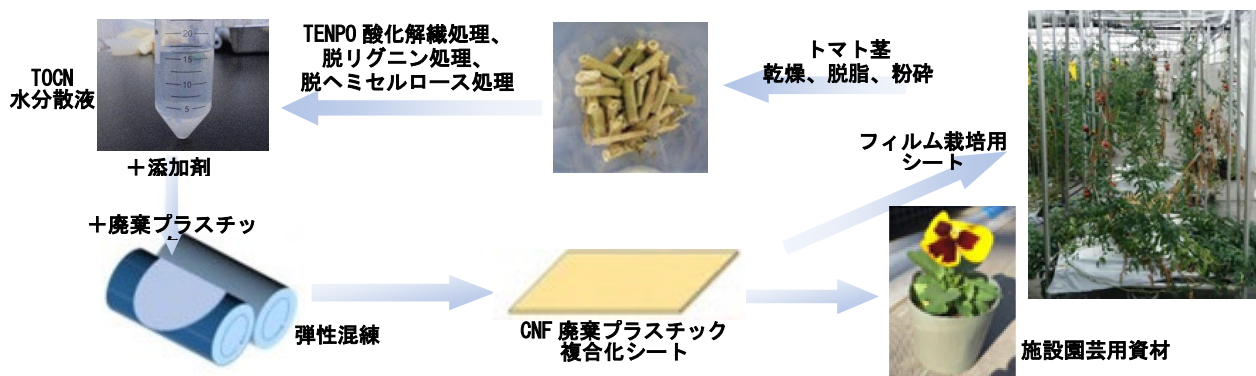 TENPO 酸化解繊処理、
脱リグニン処理、
脱ヘミセルロース処理
トマト茎
乾燥、脱脂、粉砕
TOCN
水分散液
20
15
10
5
フィルム栽培用
シート
＋添加剤
＋廃棄プラスチッ
弾性混練
CNF 廃棄プラスチック
複合化シート
施設園芸用資材